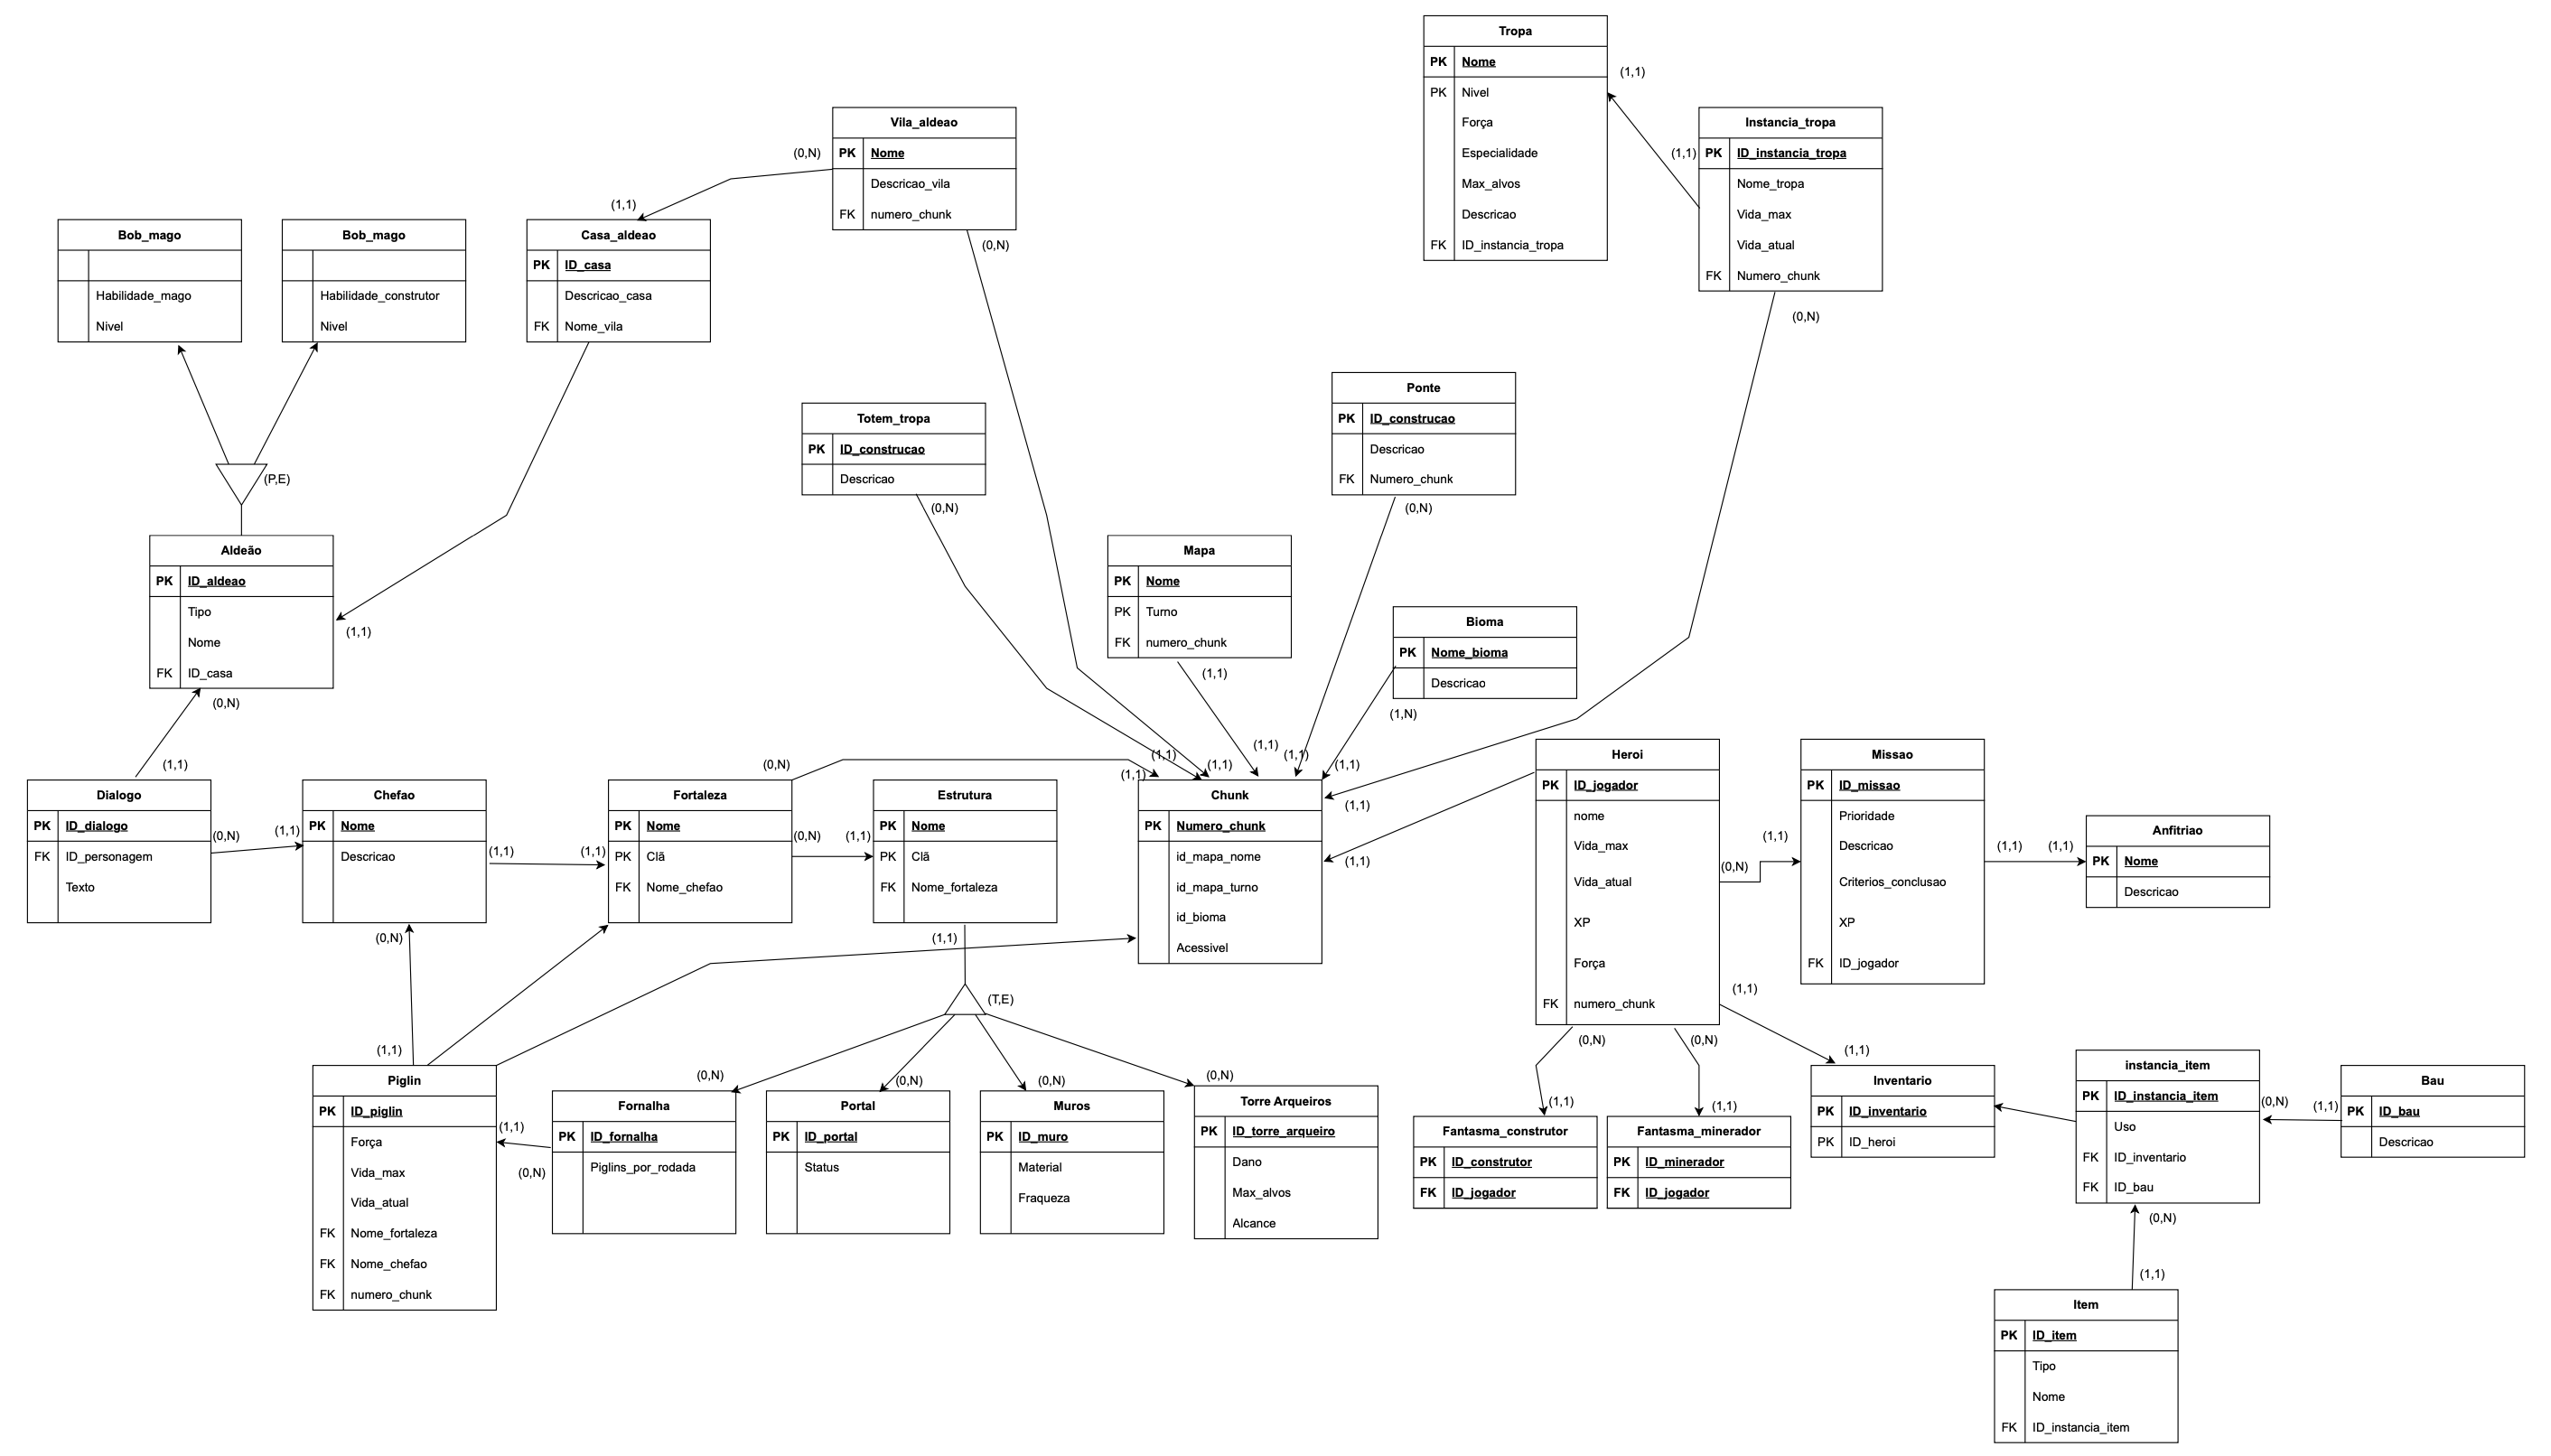 Tropa
PK Nome
PK Nivel
Força
Especialidade
Max_alvos
Descricao
FK ID_instancia_tropa
(1,1)
(1,1)
Instancia_tropa
PK ID_instancia_tropa
Nome_tropa
Vida_max
Vida_atual
FK Numero_chunk
(0,N)
Vila_aldeao
PK Nome
Descricao_vila
FK numero_chunk
(0,N)
(0,N)
(1,1)
Casa_aldeao
PK ID_casa
Descricao_casa
FK Nome_vila
Bob_mago
Habilidade_mago
Nivel
Bob_mago
Habilidade_construtor
Nivel
(P,E)
Aldeão
PK ID_aldeao
Tipo
Nome
FK ID_casa
(1,1)
(0,N)
(1,1)
Totem_tropa
PK ID_construcao
Descricao
(0,N)
Ponte
PK ID_construcao
Descricao
FK Numero_chunk
(0,N)
Mapa
PK Nome
PK Turno
FK numero_chunk
(1,1)
Bioma
PK Nome_bioma
Descricao
(1,N)
(1,1)
(1,1)
(1,1)
(1,1)
(1,1)
(1,1)
(1,1)
(1,1)
Dialogo
PK ID_dialogo
FK ID_personagem
Texto
(0,N)
(1,1)
Chefao
PK Nome
Descricao
(1,1)
(1,1)
(0,N)
(0,N)
Fortaleza
PK Nome
PK Clã
FK Nome_chefao
(0,N)
(1,1)
Estrutura
PK Nome
PK Clã
FK Nome_fortaleza
(1,1)
(T,E)
Chunk
PK Numero_chunk
id_mapa_nome
id_mapa_turno
id_bioma
Acessivel
Heroi
PK ID_jogador
nome
Vida_max
Vida_atual
XP
Força
FK numero_chunk
(0,N)
(1,1)
Missao
PK ID_missao
Prioridade
Descricao
Criterios_conclusao
XP
FK ID_jogador
(1,1)
(1,1)
Anfitriao
PK Nome
Descricao
(1,1)
(1,1)
(0,N)
(0,N)
(1,1)
(1,1)
(1,1)
Piglin
PK ID_piglin
Força
Vida_max
Vida_atual
FK Nome_fortaleza
FK Nome_chefao
FK numero_chunk
(1,1)
(0,N)
(0,N)
Fornalha
PK ID_fornalha
Piglins_por_rodada
(0,N)
Portal
PK ID_portal
Status
(0,N)
Muros
PK ID_muro
Material
Fraqueza
(0,N)
Torre Arqueiros
PK ID_torre_arqueiro
Dano
Max_alvos
Alcance
Fantasma_construtor
PK ID_construtor
FK ID_jogador
Fantasma_minerador
PK ID_minerador
FK ID_jogador
Inventario
PK ID_inventario
PK ID_heroi
instancia_item
PK ID_instancia_item
Uso
FK ID_inventario
FK ID_bau
(0,N)
(1,1)
Bau
PK ID_bau
Descricao
(0,N)
(1,1)
Item
PK ID_item
Tipo
Nome
FK ID_instancia_item